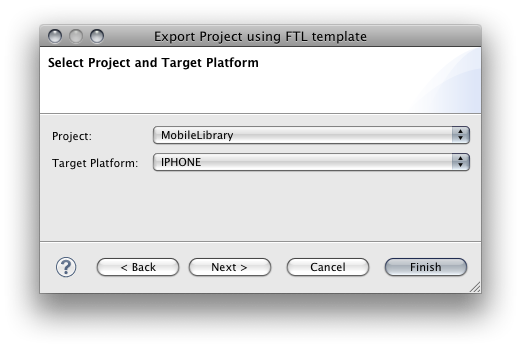 Export Project using FTL template
Select Project and Target Platform
Project: MobileLibrary
Target Platform: IPHONE
? < Back Next > Cancel Finish